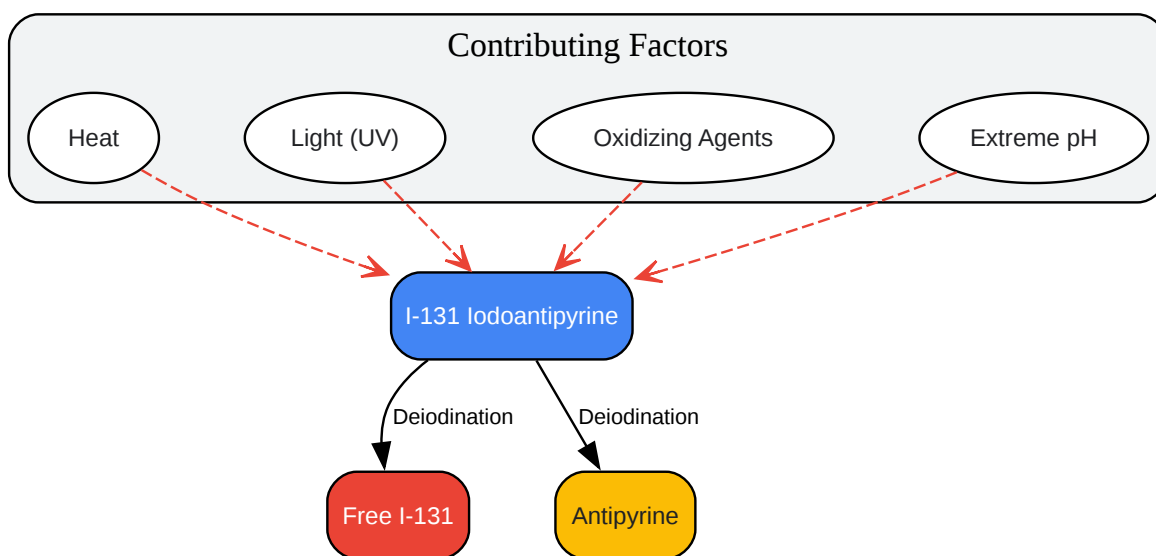 Contributing Factors
Heat
Light (UV)
Oxidizing Agents
Extreme pH
I-131 Iodoantipyrine
Deiodination
Deiodination
Free I-131
Antipyrine